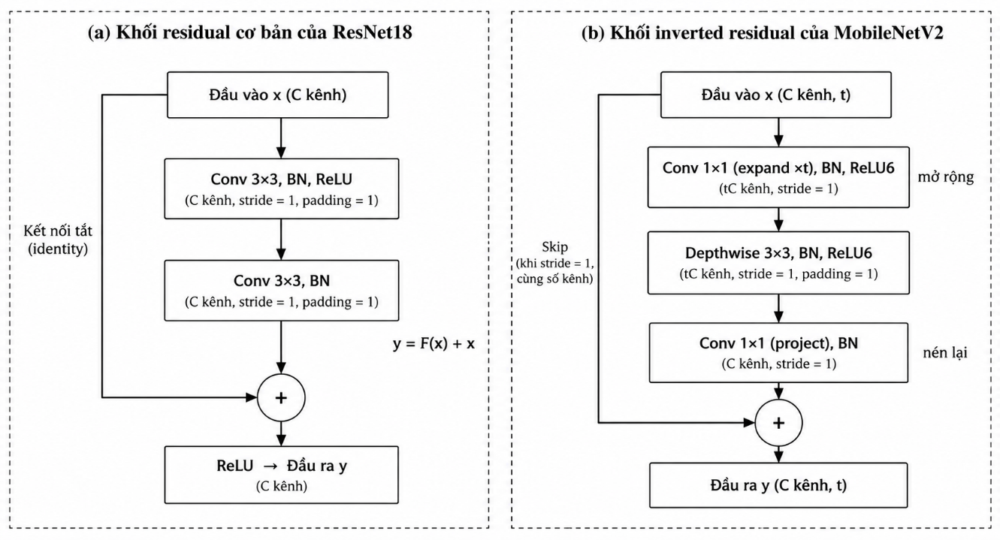 (a) Khối residual cơ bản của ResNet18
Đầu vào x (C kênh)
Conv 3×3, BN, ReLU
(C kênh, stride = 1, padding = 1)
Kết nối tắt
(identity)
Conv 3×3, BN
(C kênh, stride = 1, padding = 1)
y = F(x) + x
+
ReLU → Đầu ra y
(C kênh)
(b) Khối inverted residual của MobileNetV2
Đầu vào x (C kênh, t)
Conv 1×1 (expand ×t), BN, ReLU6
(tC kênh, stride = 1)
mở rộng
Skip
(khi stride = 1,
cùng số kênh)
Depthwise 3×3, BN, ReLU6
(tC kênh, stride = 1, padding = 1)
Conv 1×1 (project), BN
(C kênh, stride = 1)
nén lại
+
Đầu ra y (C kênh, t)